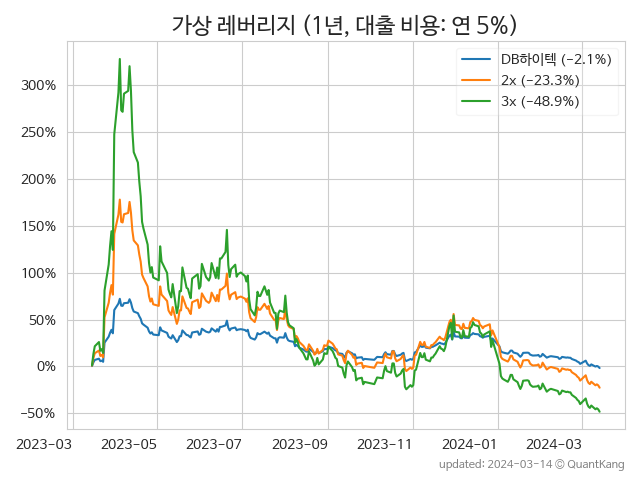 가상 레버리지 (1년, 대출 비용: 연 5%)
DB하이텍 (−2.1%)
2x (−23.3%)
3x (−48.9%)
300%
250%
200%
150%
100%
50%
0%
−50%
2023-03 2023-05 2023-07 2023-09 2023-11 2024-01 2024-03
updated: 2024-03-14 © QuantKang